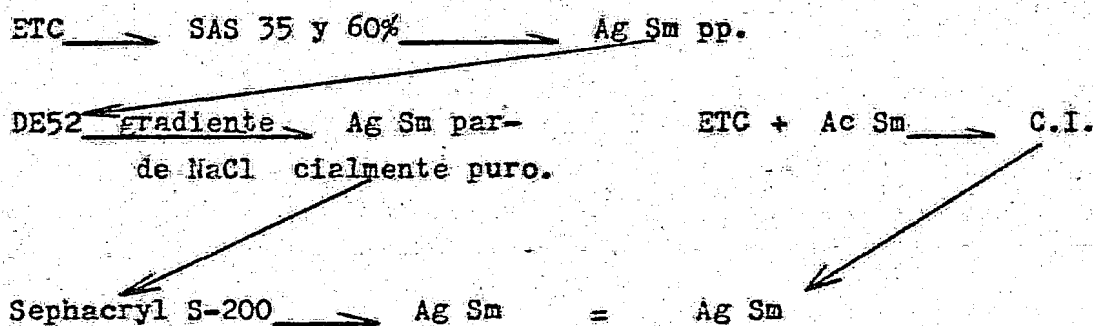 ETC SAS 35 y 60% Ag Sm pp.
DE52 gradiente Ag Sm par- ETC + Ac Sm C.I.
de NaCl cialmente puro.
Sephacryl S-200 Ag Sm = Ag Sm